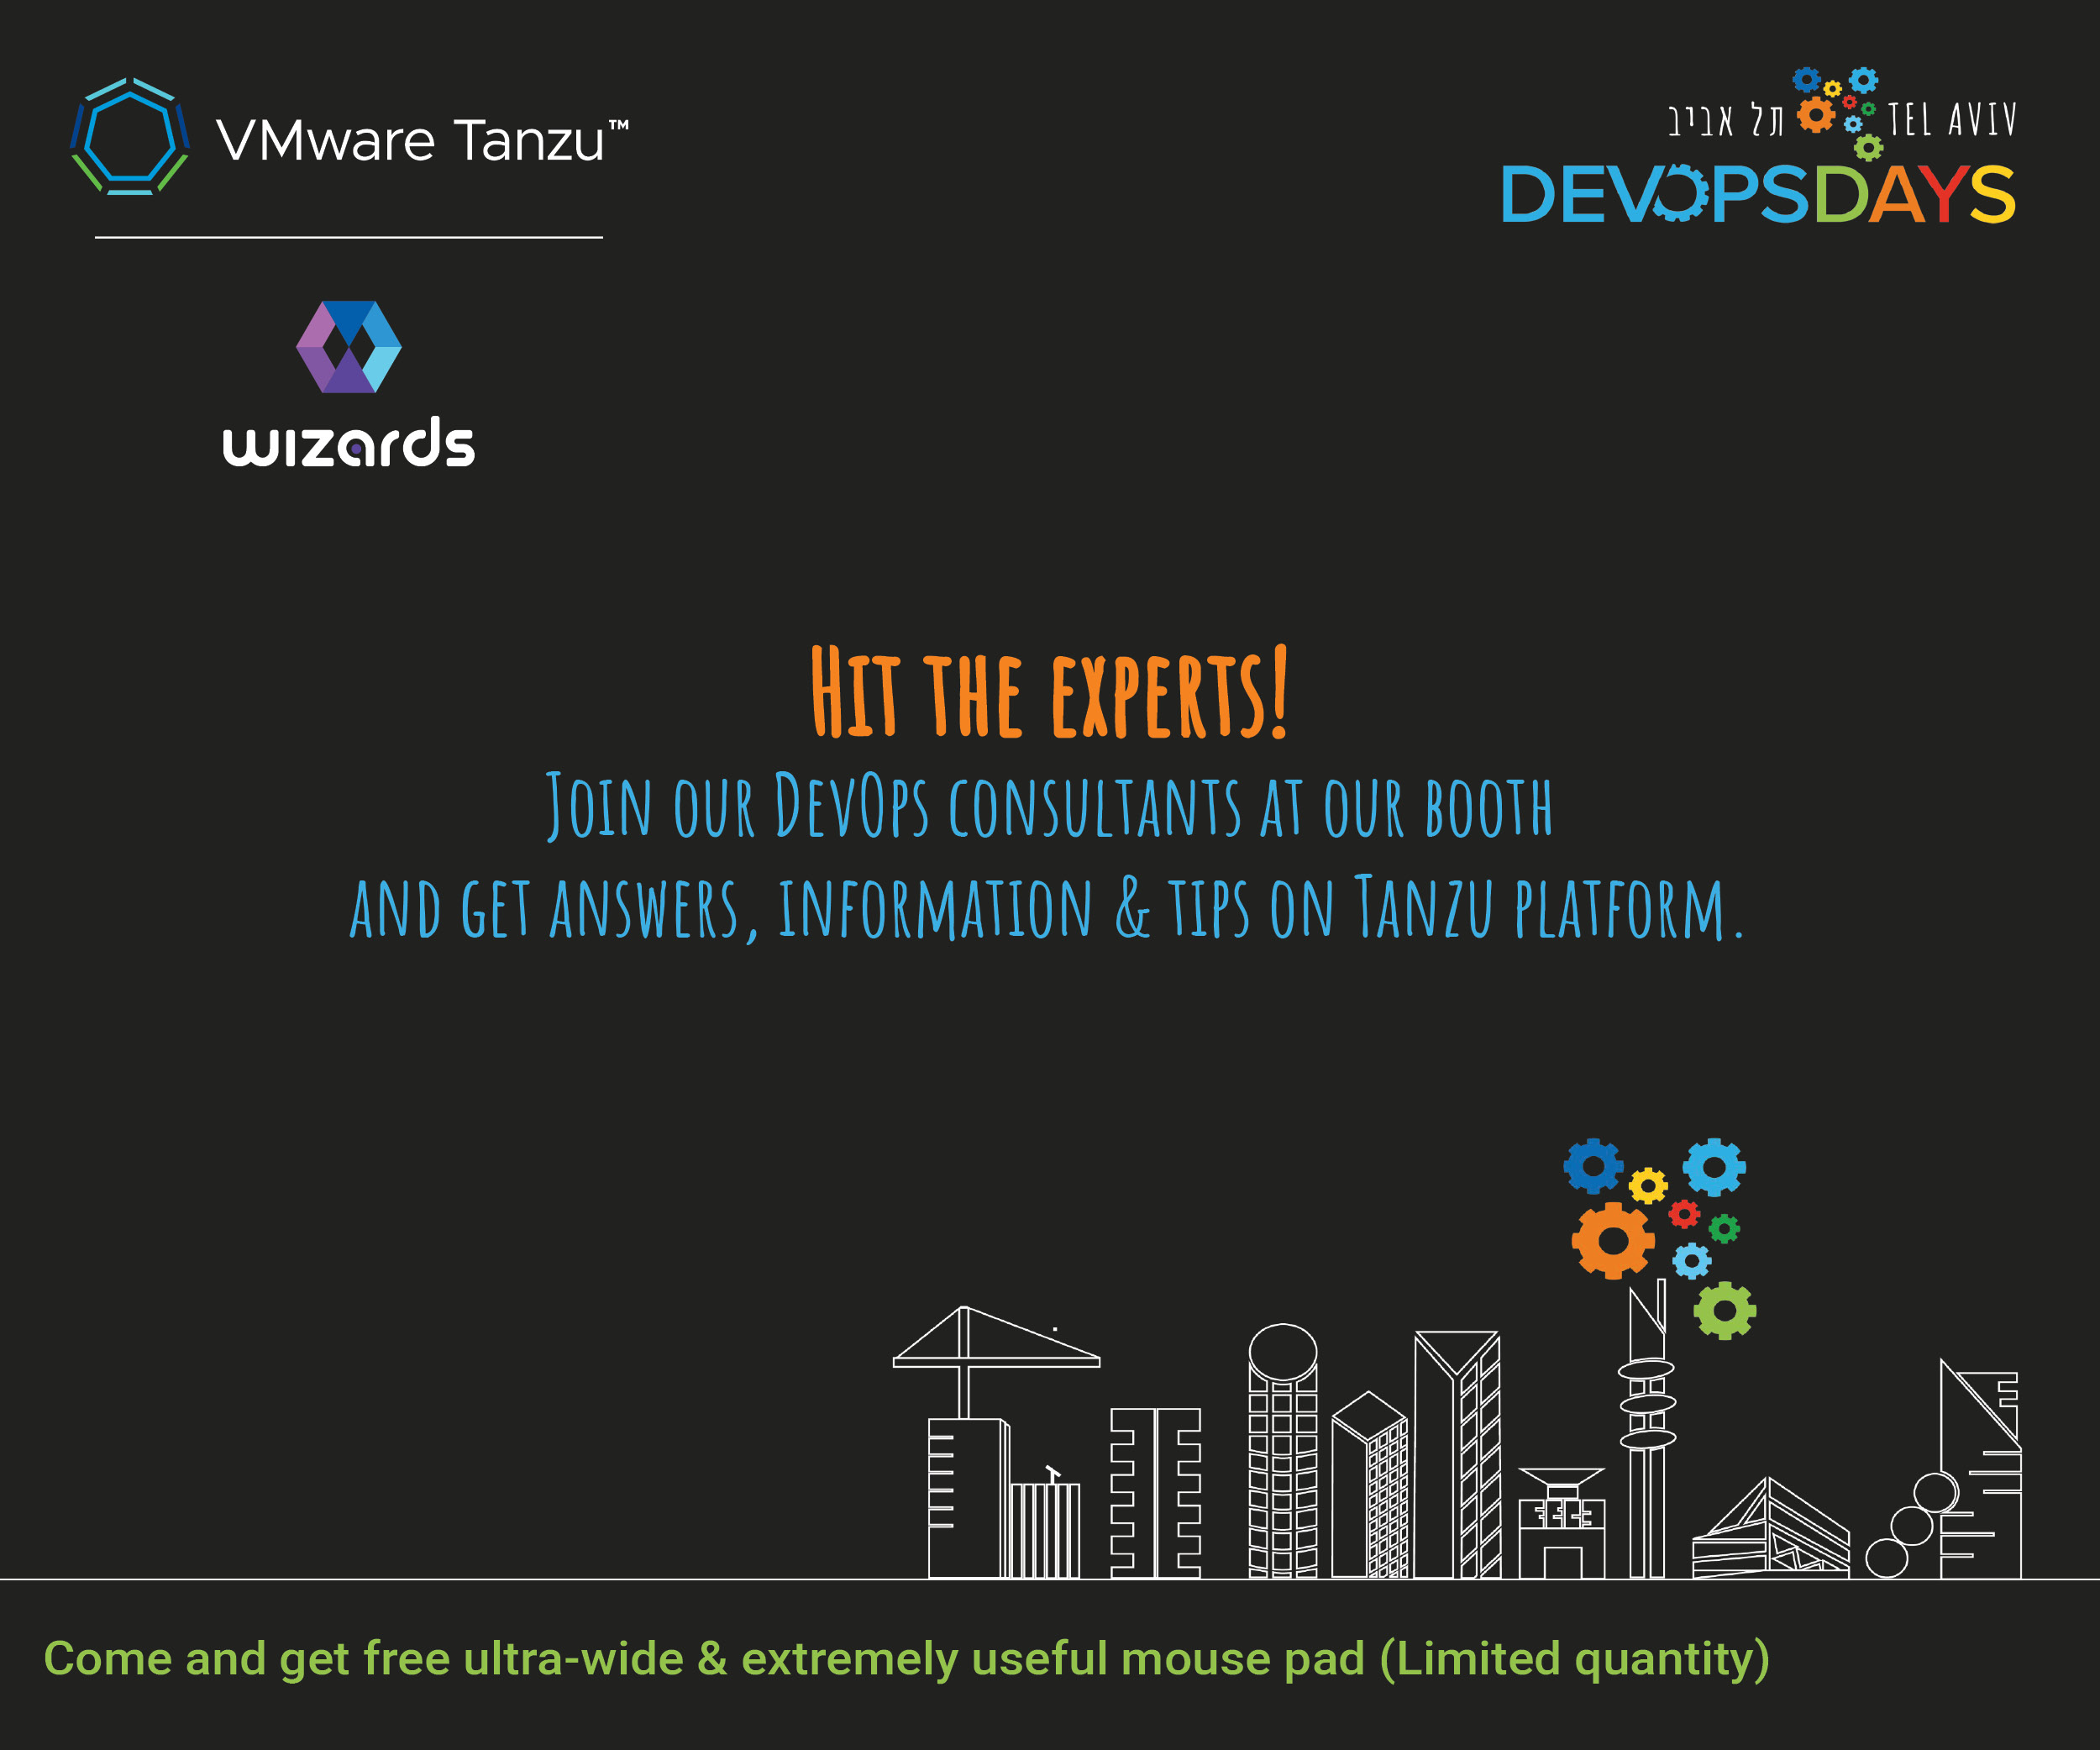 VMware Tanzu™
תל אביב TEL AVIV
DEVOPSDAYS
wizards
HIT THE EXPERTS!
JOIN OUR DEVOPS CONSULTANTS AT OUR BOOTH
AND GET ANSWERS, INFORMATION & TIPS ON TANZU PLATFORM.
Come and get free ultra-wide & extremely useful mouse pad (Limited quantity)